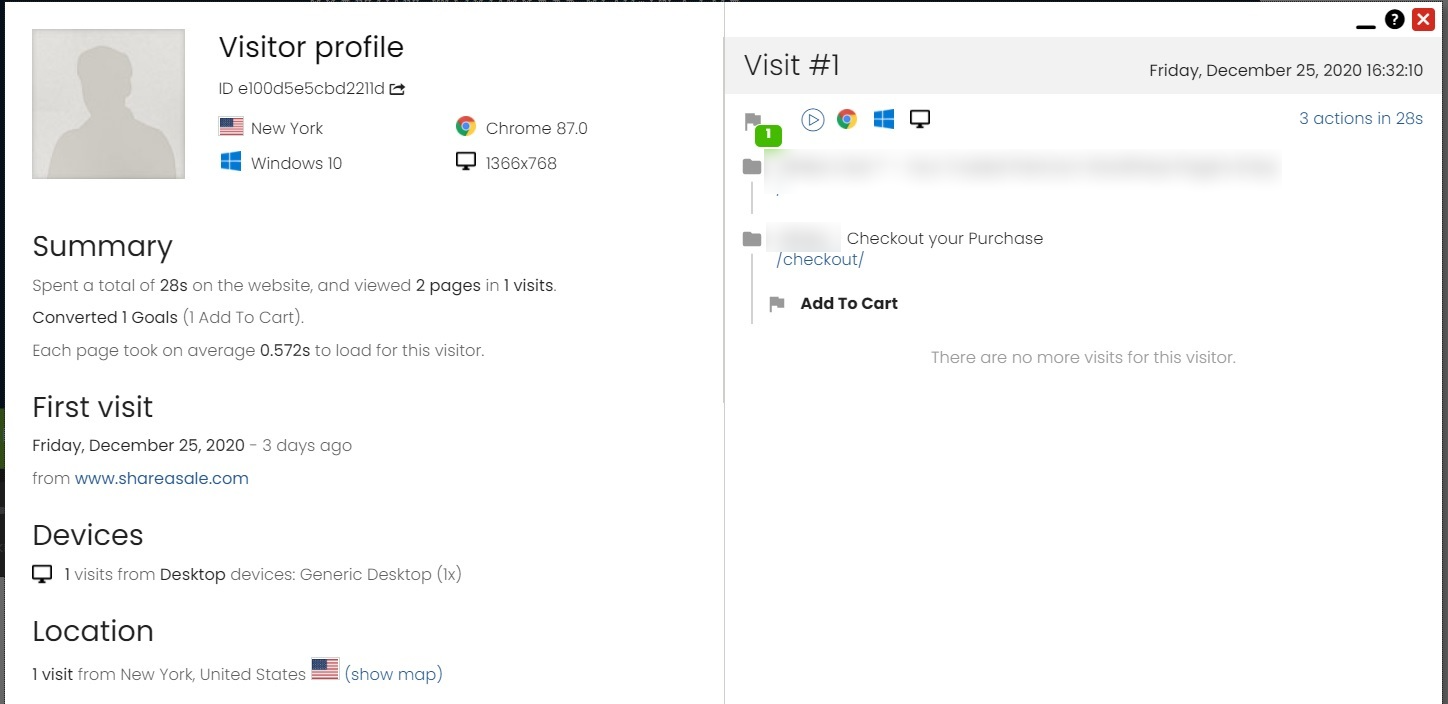 Visitor profile
ID e100d5e5cbd2211d
New York
Chrome 87.0
Windows 10
1366x768
Summary
Spent a total of 28s on the website, and viewed 2 pages in 1 visits.
Converted 1 Goals (1 Add To Cart).
Each page took on average 0.572s to load for this visitor.
First visit
Friday, December 25, 2020 - 3 days ago
from www.shareasale.com
Devices
1 visits from Desktop devices: Generic Desktop (1x)
Location
1 visit from New York, United States (show map)
?
Visit #1
Friday, December 25, 2020 16:32:10
1
3 actions in 28s
Checkout your Purchase
/checkout/
Add To Cart
There are no more visits for this visitor.